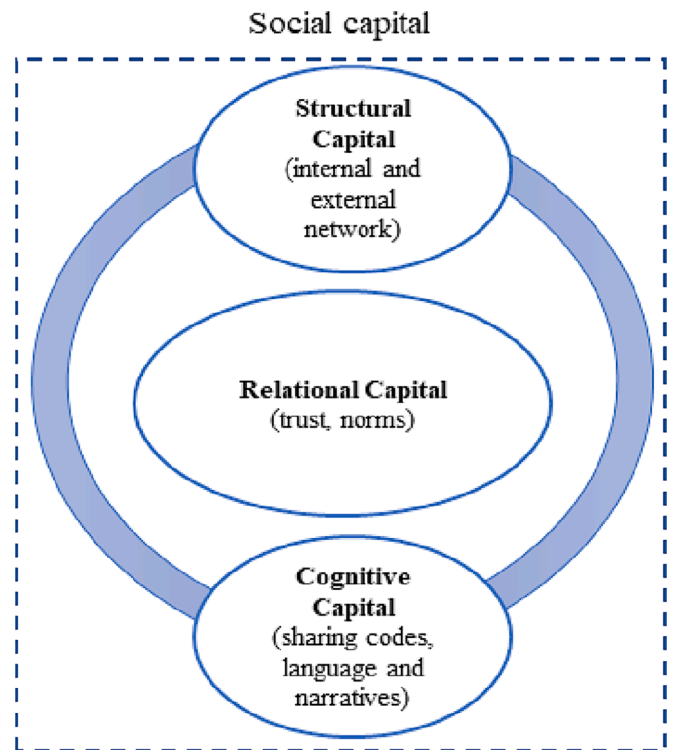 Social capital
Structural
Capital
(internal and
external
network)
Relational Capital
(trust, norms)
Cognitive
Capital
(sharing codes,
language and
narratives)